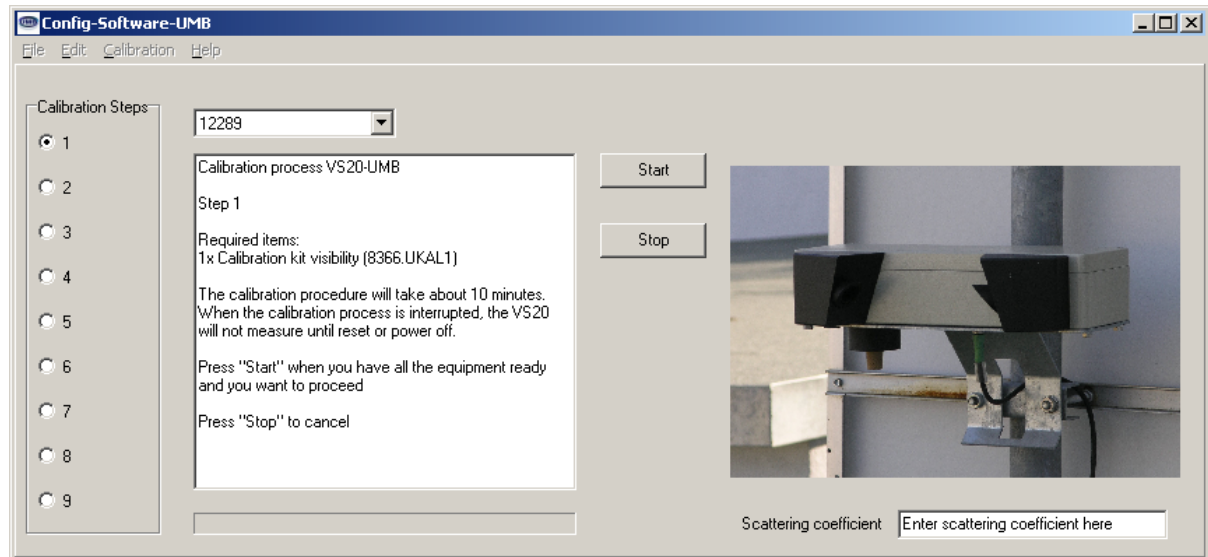 Config-Software-UMB
File Edit Calibration Help
Calibration Steps
1
2
3
4
5
6
7
8
9
12289
Calibration process VS20-UMB
Step 1
Required items:
1x Calibration kit visibility (8366.UKAL1)
The calibration procedure will take about 10 minutes.
When the calibration process is interrupted, the VS20
will not measure until reset or power off.
Press "Start" when you have all the equipment ready
and you want to proceed
Press "Stop" to cancel
Start
Stop
Scattering coefficient
Enter scattering coefficient here